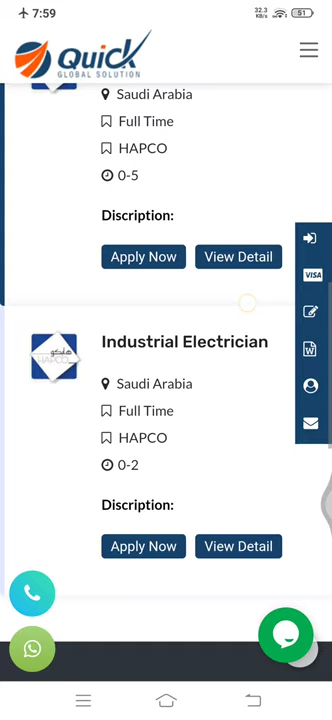 7:59
32.3
KB/s
51
Quick
GLOBAL SOLUTION
Saudi Arabia
Full Time
HAPCO
0-5
Discription:
Apply Now
View Detail
VISA
W
Industrial Electrician
هابكو
HAPCO
Saudi Arabia
Full Time
HAPCO
0-2
Discription:
Apply Now
View Detail